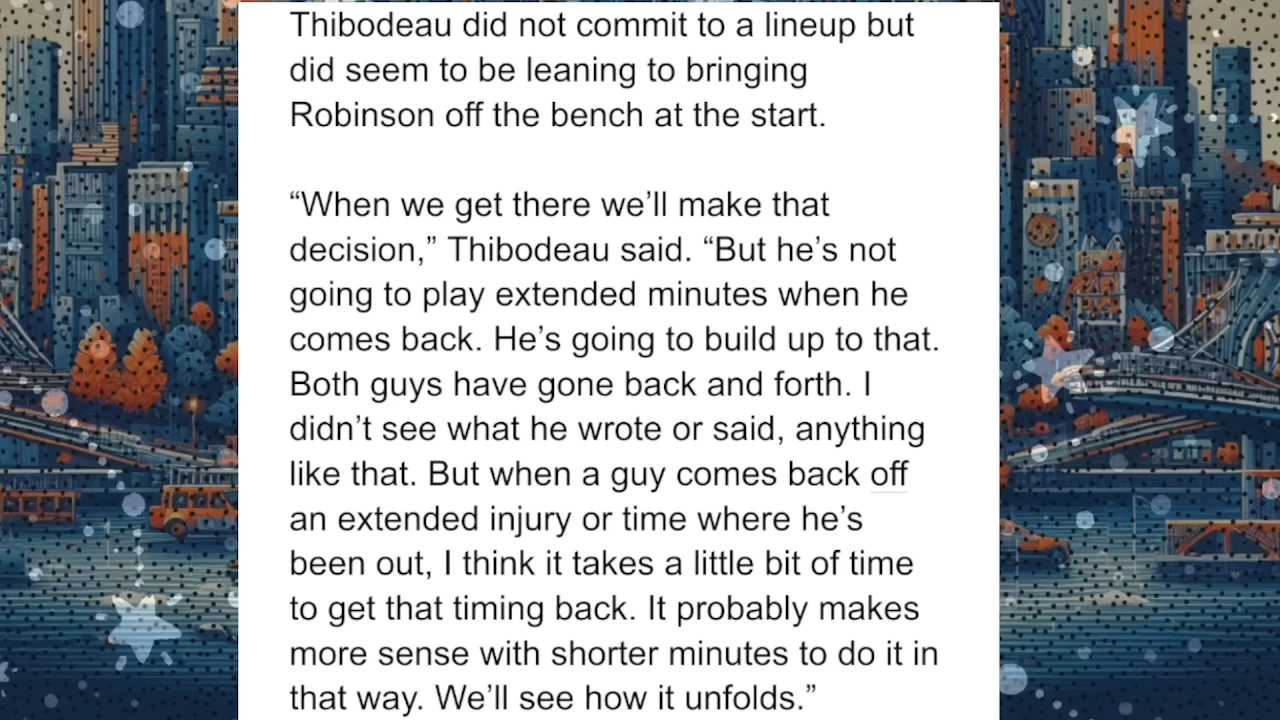 Thibodeau did not commit to a lineup but
did seem to be leaning to bringing
Robinson off the bench at the start.
“When we get there we’ll make that
decision,” Thibodeau said. “But he’s not
going to play extended minutes when he
comes back. He’s going to build up to that.
Both guys have gone back and forth. I
didn’t see what he wrote or said, anything
like that. But when a guy comes back off
an extended injury or time where he’s
been out, I think it takes a little bit of time
to get that timing back. It probably makes
more sense with shorter minutes to do it in
that way. We’ll see how it unfolds.”